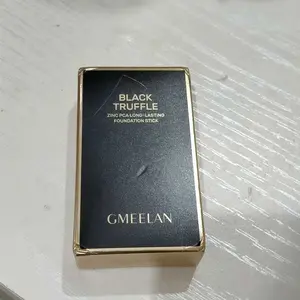 BLACK
TRUFFLE
ZINC PCA LONG-LASTING
FOUNDATION STICK
GMEELAN